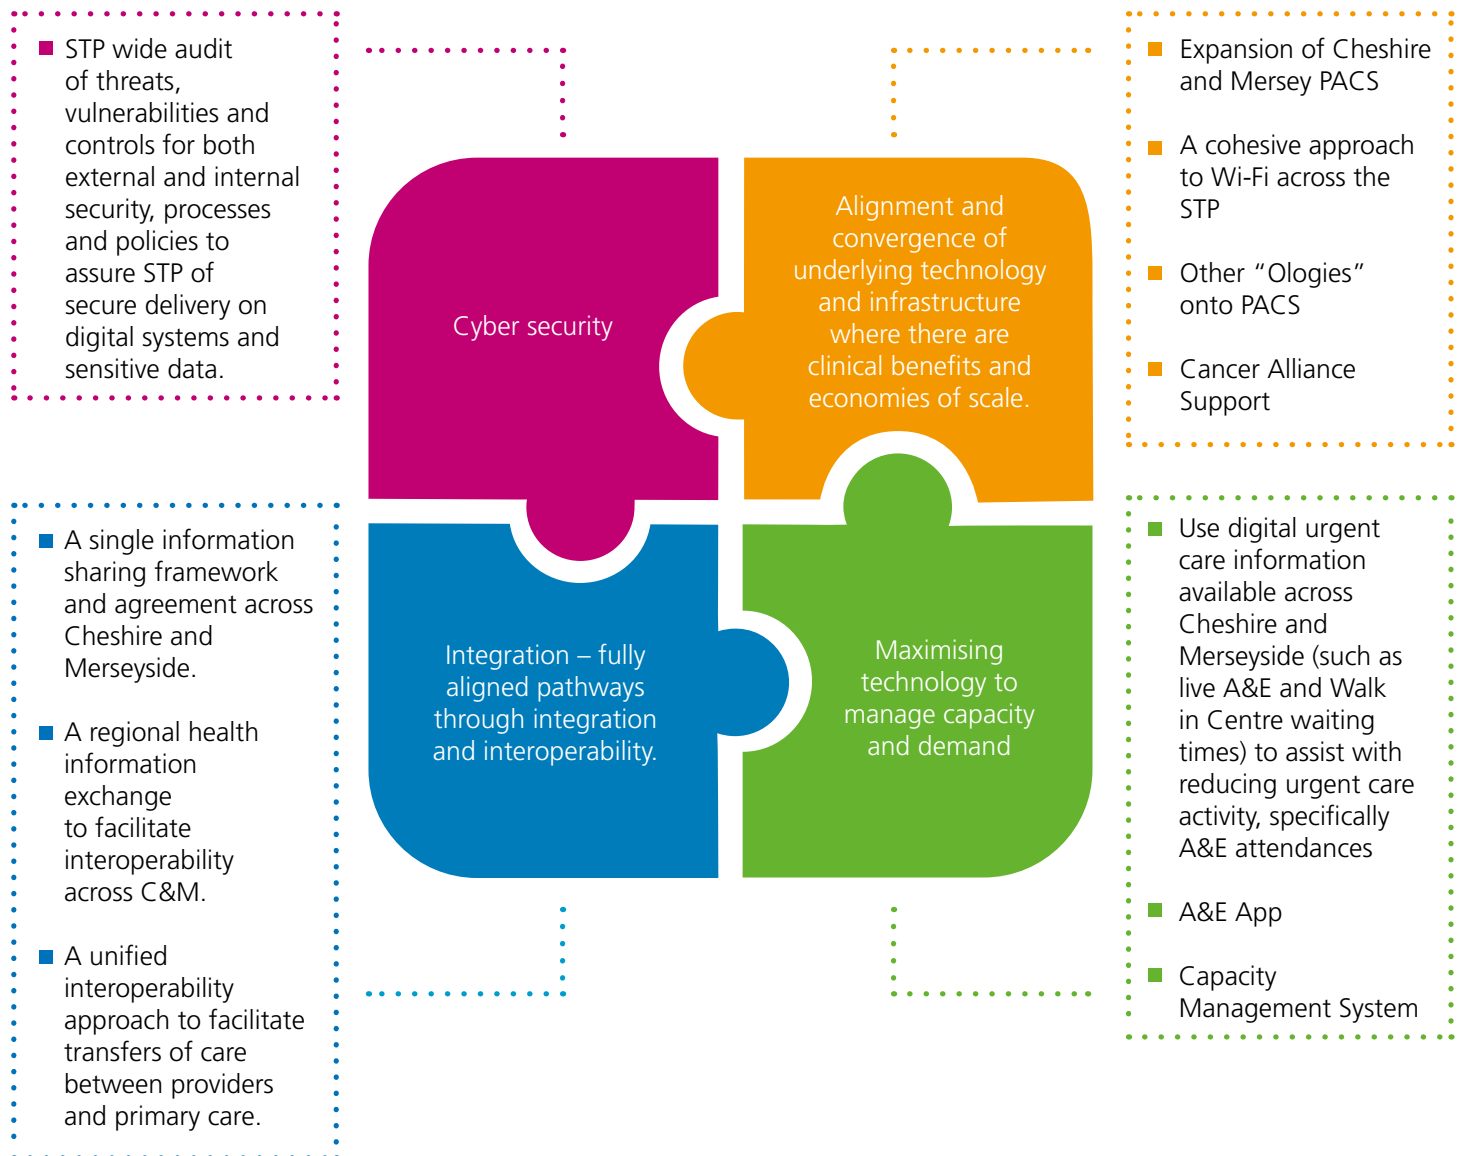 STP wide audit
of threats,
vulnerabilities and
controls for both
external and internal
security, processes
and policies to
assure STP of
secure delivery on
digital systems and
sensitive data.
Cyber security
Alignment and
convergence of
underlying technology
and infrastructure
where there are
clinical benefits and
economies of scale.
Expansion of Cheshire
and Mersey PACS
A cohesive approach
to Wi-Fi across the
STP
Other “Ologies”
onto PACS
Cancer Alliance
Support
A single information
sharing framework
and agreement across
Cheshire and
Merseyside.
A regional health
information
exchange
to facilitate
interoperability
across C&M.
A unified
interoperability
approach to facilitate
transfers of care
between providers
and primary care.
Integration – fully
aligned pathways
through integration
and interoperability.
Maximising
technology to
manage capacity
and demand
Use digital urgent
care information
available across
Cheshire and
Merseyside (such as
live A&E and Walk
in Centre waiting
times) to assist with
reducing urgent care
activity, specifically
A&E attendances
A&E App
Capacity
Management System